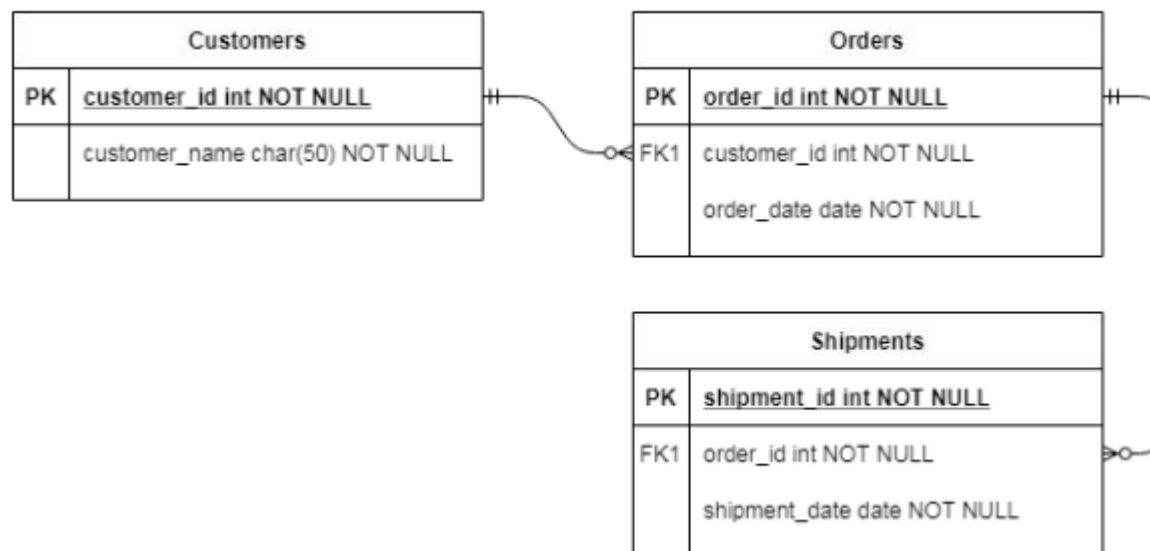 Customers
PK customer_id int NOT NULL
customer_name char(50) NOT NULL
Orders
PK order_id int NOT NULL
FK1 customer_id int NOT NULL
order_date date NOT NULL
Shipments
PK shipment_id int NOT NULL
FK1 order_id int NOT NULL
shipment_date date NOT NULL